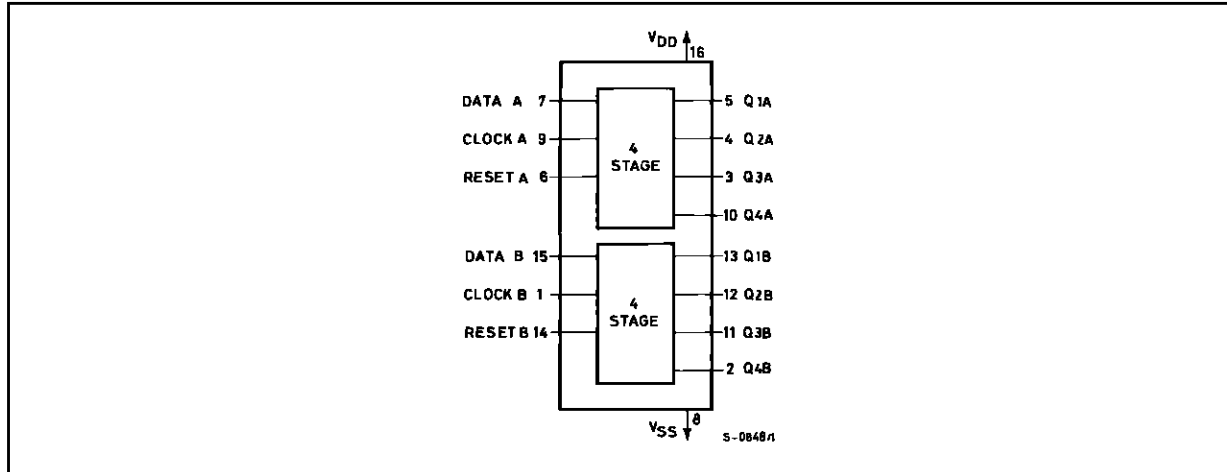 VDD
16
DATA A 7
5 Q1A
CLOCK A 9
4 Q2A
4
STAGE
RESET A 6
3 Q3A
10 Q4A
DATA B 15
13 Q1B
CLOCK B 1
12 Q2B
4
STAGE
RESET B 14
11 Q3B
2 Q4B
VSS
8
S-0848/1